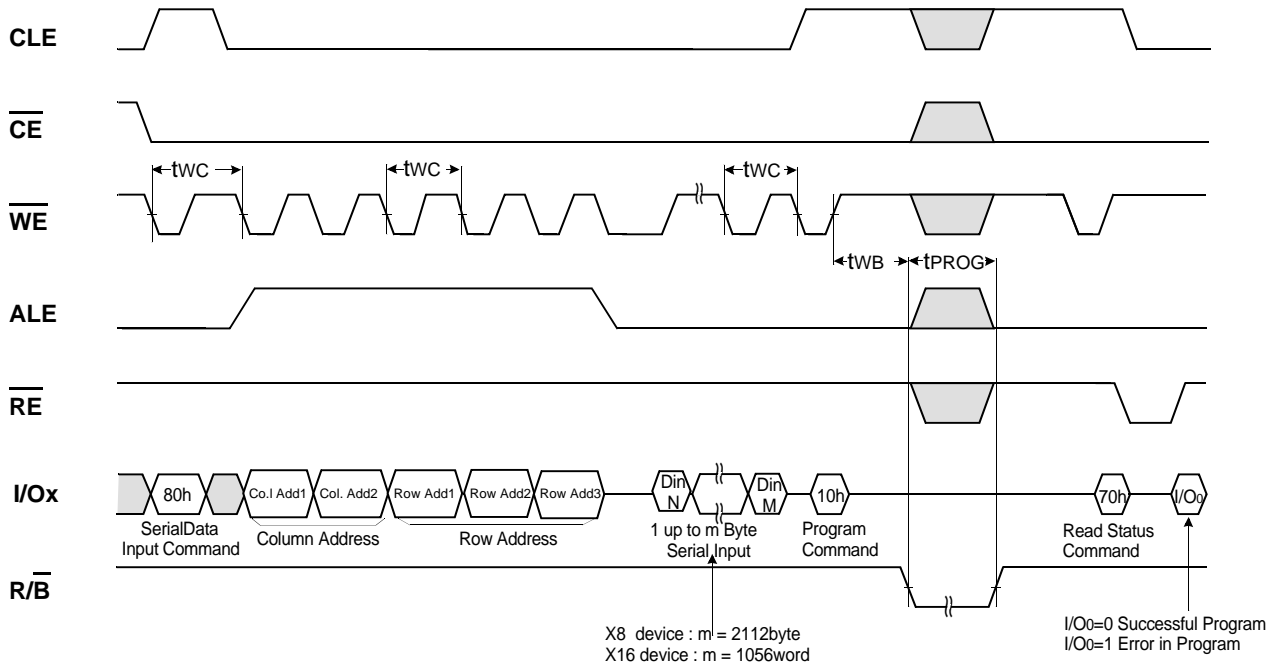 CLE
CE
tWC
tWC
tWC
WE
tWB
tPROG
ALE
RE
I/Ox
80h
Co.l Add1
Col. Add2
Row Add1
Row Add2
Row Add3
Din
N
Din
M
10h
70h
I/O0
SerialData
Input Command
Column Address
Row Address
1 up to m Byte
Serial Input
Program
Command
Read Status
Command
R/B
X8 device : m = 2112byte
X16 device : m = 1056word
I/O0=0 Successful Program
I/O0=1 Error in Program